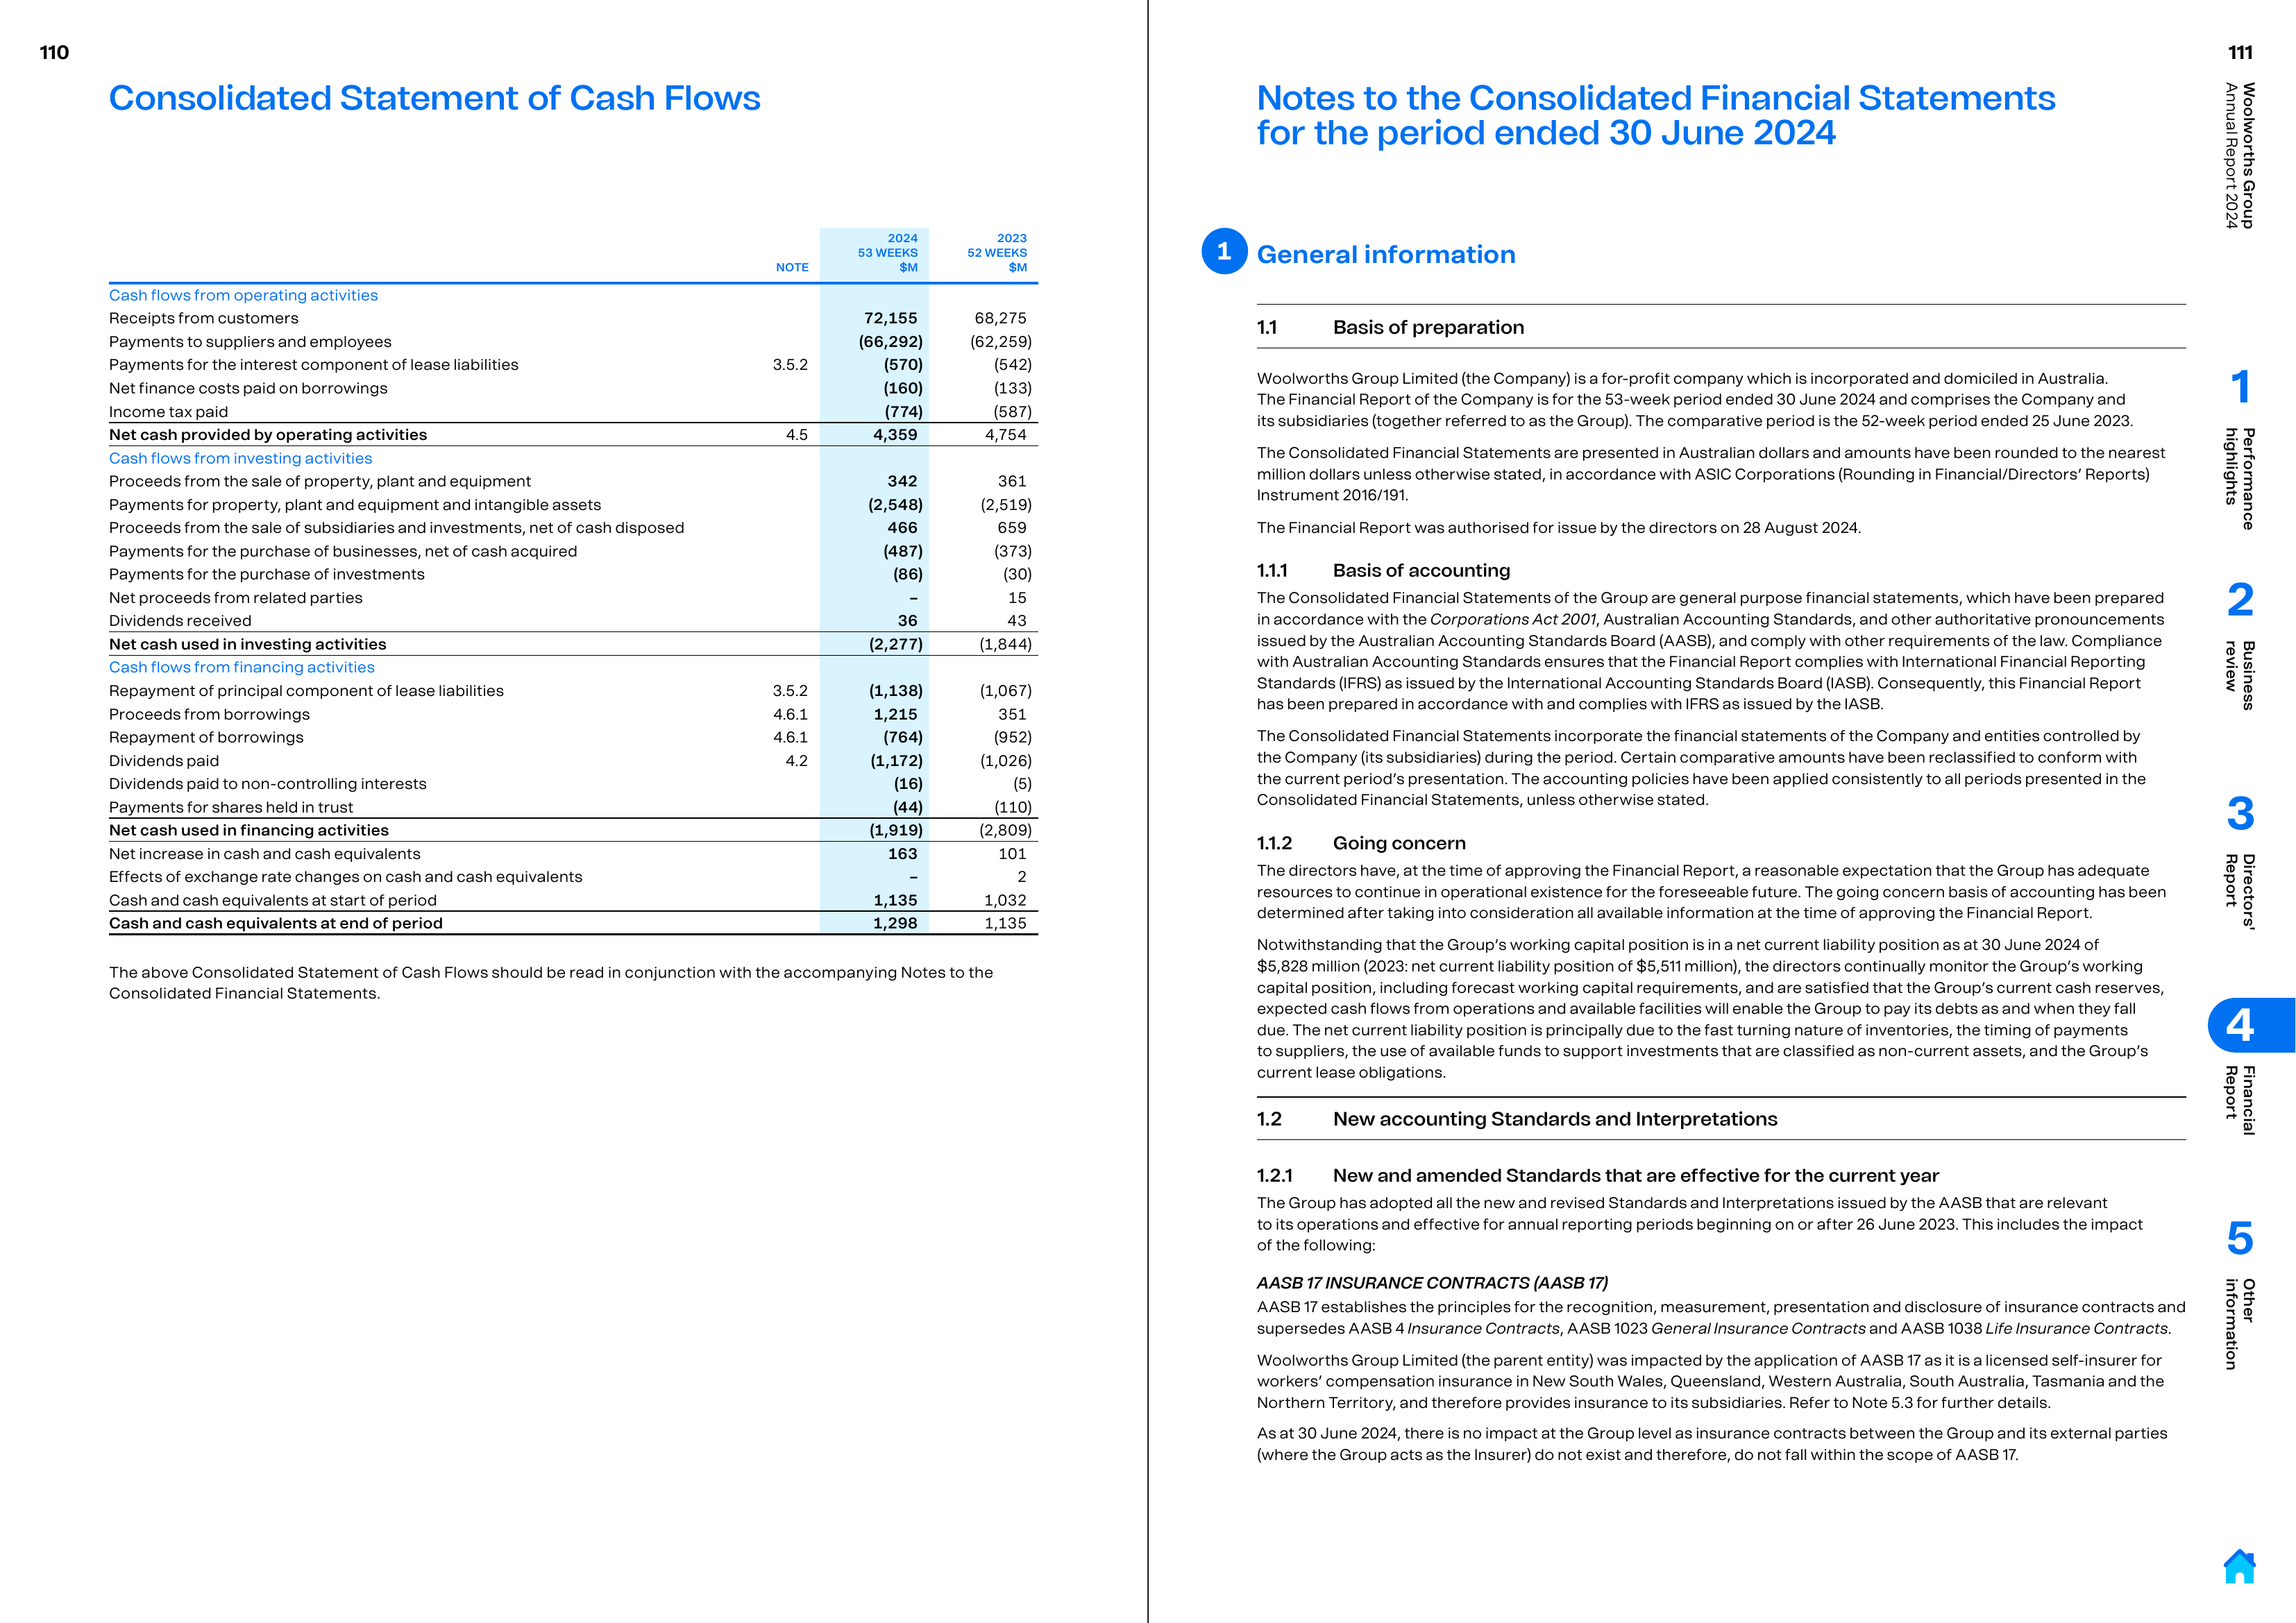 110
Consolidated Statement of Cash Flows
2024 2023
53 WEEKS 52 WEEKS
NOTE $M $M
Cash flows from operating activities
Receipts from customers 72,155 68,275
Payments to suppliers and employees (66,292) (62,259)
Payments for the interest component of lease liabilities 3.5.2 (570) (542)
Net finance costs paid on borrowings (160) (133)
Income tax paid (774) (587)
Net cash provided by operating activities 4.5 4,359 4,754
Cash flows from investing activities
Proceeds from the sale of property, plant and equipment 342 361
Payments for property, plant and equipment and intangible assets (2,548) (2,519)
Proceeds from the sale of subsidiaries and investments, net of cash disposed 466 659
Payments for the purchase of businesses, net of cash acquired (487) (373)
Payments for the purchase of investments (86) (30)
Net proceeds from related parties – 15
Dividends received 36 43
Net cash used in investing activities (2,277) (1,844)
Cash flows from financing activities
Repayment of principal component of lease liabilities 3.5.2 (1,138) (1,067)
Proceeds from borrowings 4.6.1 1,215 351
Repayment of borrowings 4.6.1 (764) (952)
Dividends paid 4.2 (1,172) (1,026)
Dividends paid to non-controlling interests (16) (5)
Payments for shares held in trust (44) (110)
Net cash used in financing activities (1,919) (2,809)
Net increase in cash and cash equivalents 163 101
Effects of exchange rate changes on cash and cash equivalents – 2
Cash and cash equivalents at start of period 1,135 1,032
Cash and cash equivalents at end of period 1,298 1,135
The above Consolidated Statement of Cash Flows should be read in conjunction with the accompanying Notes to the
Consolidated Financial Statements.
Notes to the Consolidated Financial Statements
for the period ended 30 June 2024
1 General information
1.1 Basis of preparation
Woolworths Group Limited (the Company) is a for-profit company which is incorporated and domiciled in Australia.
The Financial Report of the Company is for the 53-week period ended 30 June 2024 and comprises the Company and
its subsidiaries (together referred to as the Group). The comparative period is the 52-week period ended 25 June 2023.
The Consolidated Financial Statements are presented in Australian dollars and amounts have been rounded to the nearest
million dollars unless otherwise stated, in accordance with ASIC Corporations (Rounding in Financial/Directors' Reports)
Instrument 2016/191.
The Financial Report was authorised for issue by the directors on 28 August 2024.
1.1.1 Basis of accounting
The Consolidated Financial Statements of the Group are general purpose financial statements, which have been prepared
in accordance with the Corporations Act 2001, Australian Accounting Standards, and other authoritative pronouncements
issued by the Australian Accounting Standards Board (AASB), and comply with other requirements of the law. Compliance
with Australian Accounting Standards ensures that the Financial Report complies with International Financial Reporting
Standards (IFRS) as issued by the International Accounting Standards Board (IASB). Consequently, this Financial Report
has been prepared in accordance with and complies with IFRS as issued by the IASB.
The Consolidated Financial Statements incorporate the financial statements of the Company and entities controlled by
the Company (its subsidiaries) during the period. Certain comparative amounts have been reclassified to conform with
the current period's presentation. The accounting policies have been applied consistently to all periods presented in the
Consolidated Financial Statements, unless otherwise stated.
1.1.2 Going concern
The directors have, at the time of approving the Financial Report, a reasonable expectation that the Group has adequate
resources to continue in operational existence for the foreseeable future. The going concern basis of accounting has been
determined after taking into consideration all available information at the time of approving the Financial Report.
Notwithstanding that the Group's working capital position is in a net current liability position as at 30 June 2024 of
$5,828 million (2023: net current liability position of $5,511 million), the directors continually monitor the Group's working
capital position, including forecast working capital requirements, and are satisfied that the Group's current cash reserves,
expected cash flows from operations and available facilities will enable the Group to pay its debts as and when they fall
due. The net current liability position is principally due to the fast turning nature of inventories, the timing of payments
to suppliers, the use of available funds to support investments that are classified as non-current assets, and the Group's
current lease obligations.
1.2 New accounting Standards and Interpretations
1.2.1 New and amended Standards that are effective for the current year
The Group has adopted all the new and revised Standards and Interpretations issued by the AASB that are relevant
to its operations and effective for annual reporting periods beginning on or after 26 June 2023. This includes the impact
of the following:
AASB 17 INSURANCE CONTRACTS (AASB 17)
AASB 17 establishes the principles for the recognition, measurement, presentation and disclosure of insurance contracts and
supersedes AASB 4 Insurance Contracts, AASB 1023 General Insurance Contracts and AASB 1038 Life Insurance Contracts.
Woolworths Group Limited (the parent entity) was impacted by the application of AASB 17 as it is a licensed self-insurer for
workers' compensation insurance in New South Wales, Queensland, Western Australia, South Australia, Tasmania and the
Northern Territory, and therefore provides insurance to its subsidiaries. Refer to Note 5.3 for further details.
As at 30 June 2024, there is no impact at the Group level as insurance contracts between the Group and its external parties
(where the Group acts as the Insurer) do not exist and therefore, do not fall within the scope of AASB 17.
111
Woolworths Group
Annual Report 2024
1
Performance
highlights
2
Business
review
3
Directors'
Report
4
Financial
Report
5
Other
information